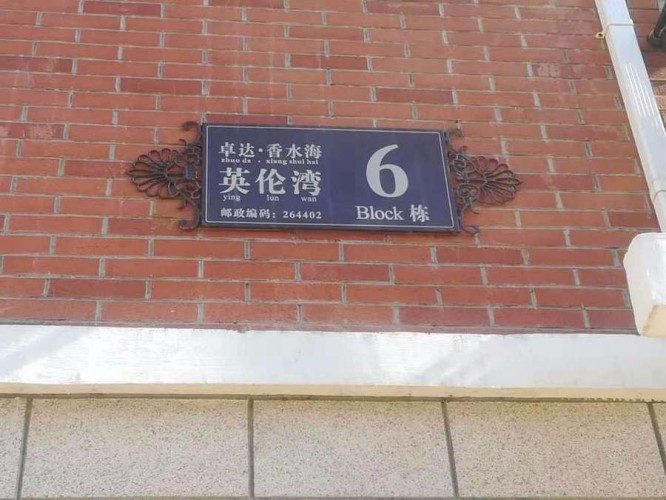 卓达·香水海
zhuo da · xiang shui hai
英伦湾
ying lun wan
邮政编码：264402
6
Block 栋